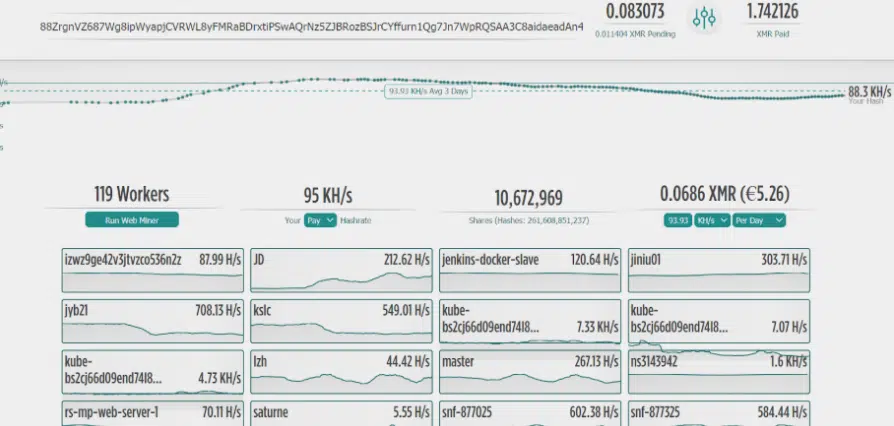 0.083073
1.742126
88ZrgnVZ687Wg8ipWyapjCVRWL8yFMRaBDrxtiPSwAQrNz5ZJBRozBSJrCYffurn1Qg7Jn7WpRQSAA3C8aidaeadAn4
0.011404 XMR Pending
XMR Paid
93.93 KH/s Avg 3 Days
88.3 KH/s
Your Hash
119 Workers
95 KH/s
10,672,969
0.0686 XMR (€5.26)
Run Web Miner
Your Pay Hashrate
Shares (Hashes: 261,608,851,237)
93.93 KH/s Per Day
izwz9ge42v3jtvzco536n2z 87.99 H/s
JD 212.62 H/s
jenkins-docker-slave 120.64 H/s
jiniu01 303.71 H/s
jyb21 708.13 H/s
kslc 549.01 H/s
kube-
bs2cj66d09end74l8... 7.33 KH/s
kube-
bs2cj66d09end74l8... 7.07 H/s
kube-
bs2cj66d09end74l8... 4.73 KH/s
lzh 44.42 H/s
master 267.13 H/s
ns3143942 1.6 KH/s
rs-mp-web-server-1 70.11 H/s
saturne 5.55 H/s
snf-877025 602.38 H/s
snf-877325 584.44 H/s